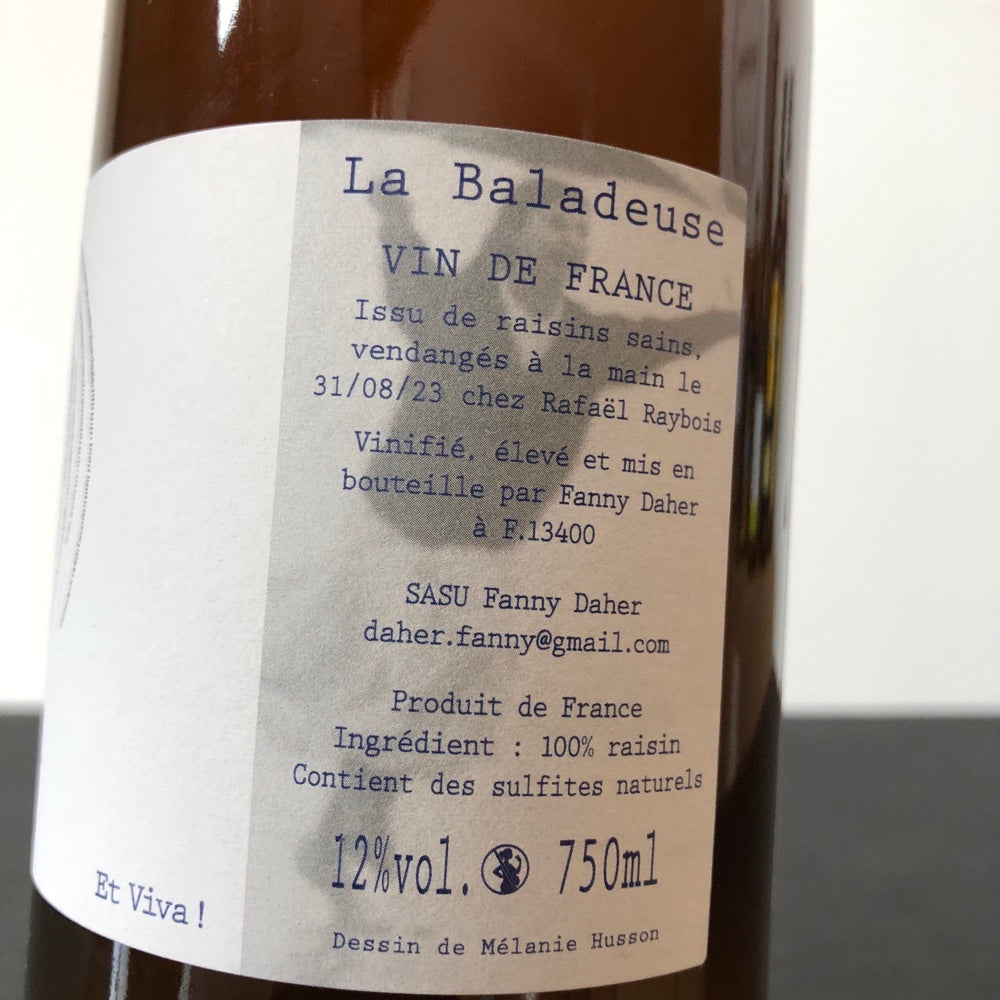 La Baladeuse
VIN DE FRANCE
Issu de raisins sains,
vendangés à la main le
31/08/23 chez Rafaël Raybois
Vinifié, élevé et mis en
bouteille par Fanny Daher
à F.13400
SASU Fanny Daher
daher.fanny@gmail.com
Produit de France
Ingrédient : 100% raisin
Contient des sulfites naturels
12%vol. 750ml
Dessin de Mélanie Husson
Et Viva !